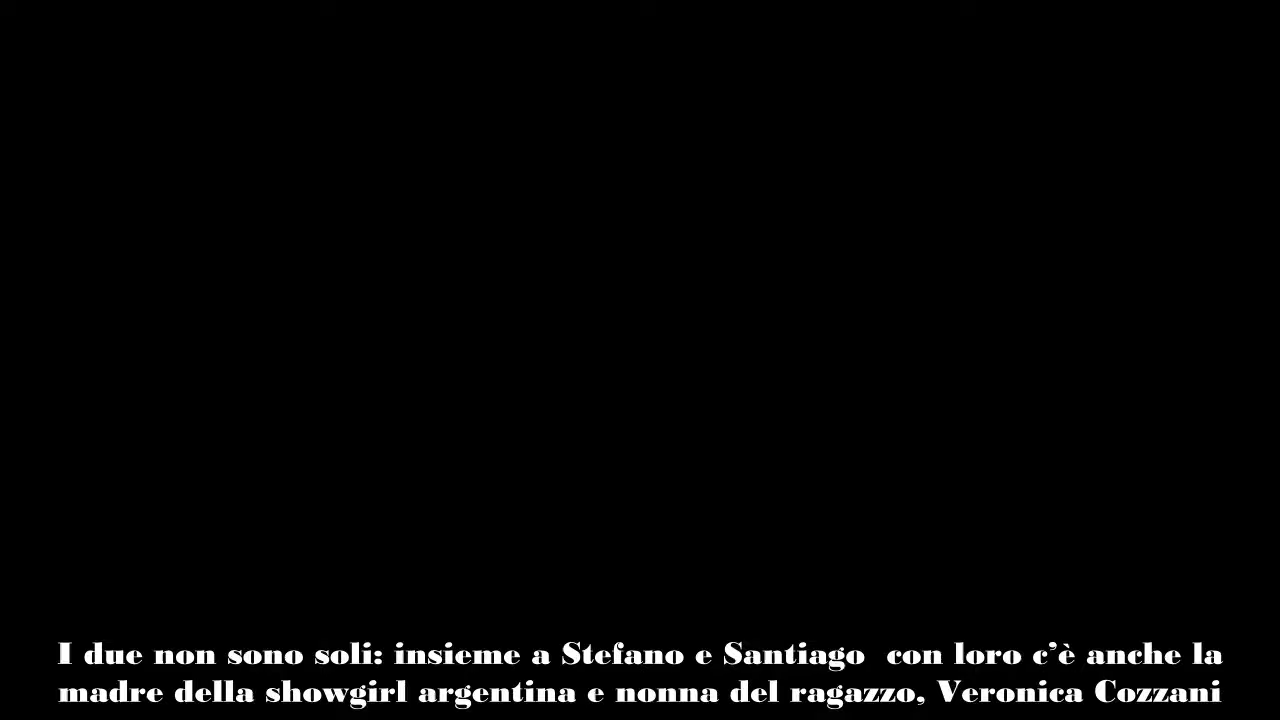 I due non sono soli: insieme a Stefano e Santiago  con loro c’è anche la
madre della showgirl argentina e nonna del ragazzo, Veronica Cozzani